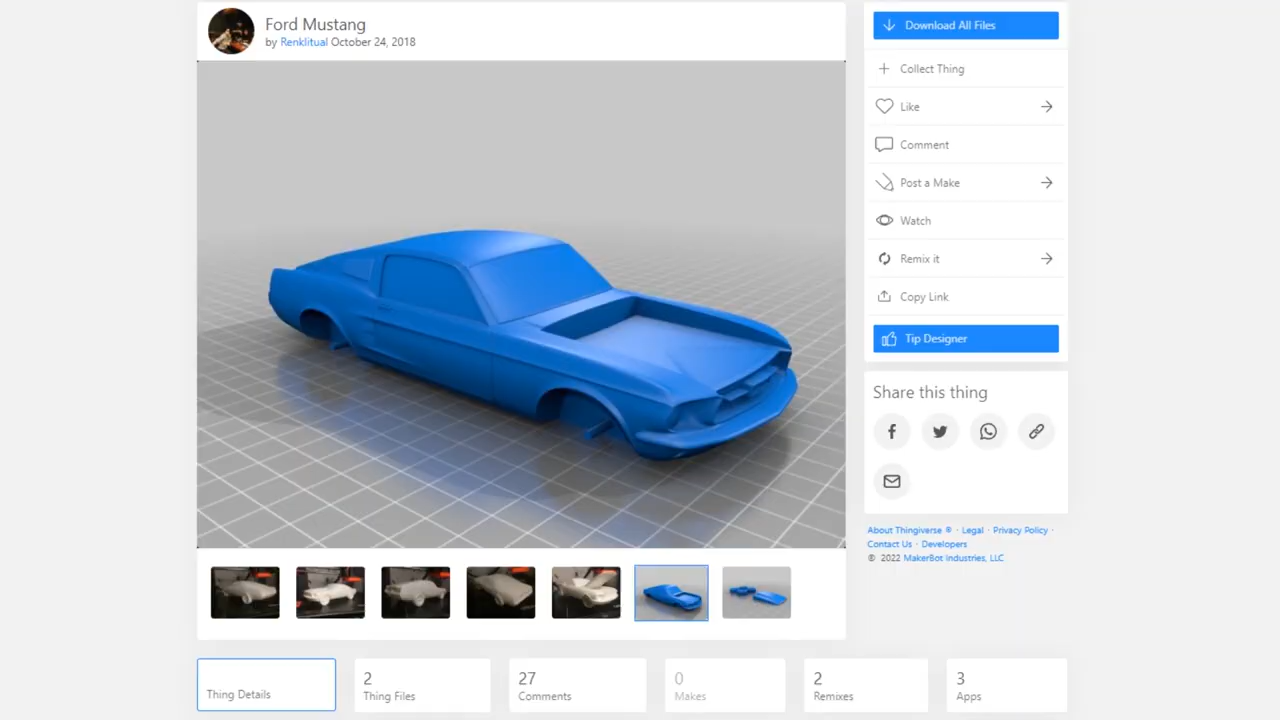 Ford Mustang
by Renklitual October 24, 2018
Download All Files
Collect Thing
Like
Comment
Post a Make
Watch
Remix it
Copy Link
Tip Designer
Share this thing
About Thingiverse ® · Legal · Privacy Policy ·
Contact Us · Developers
© 2022 MakerBot Industries, LLC
Thing Details
2
Thing Files
27
Comments
0
Makes
2
Remixes
3
Apps